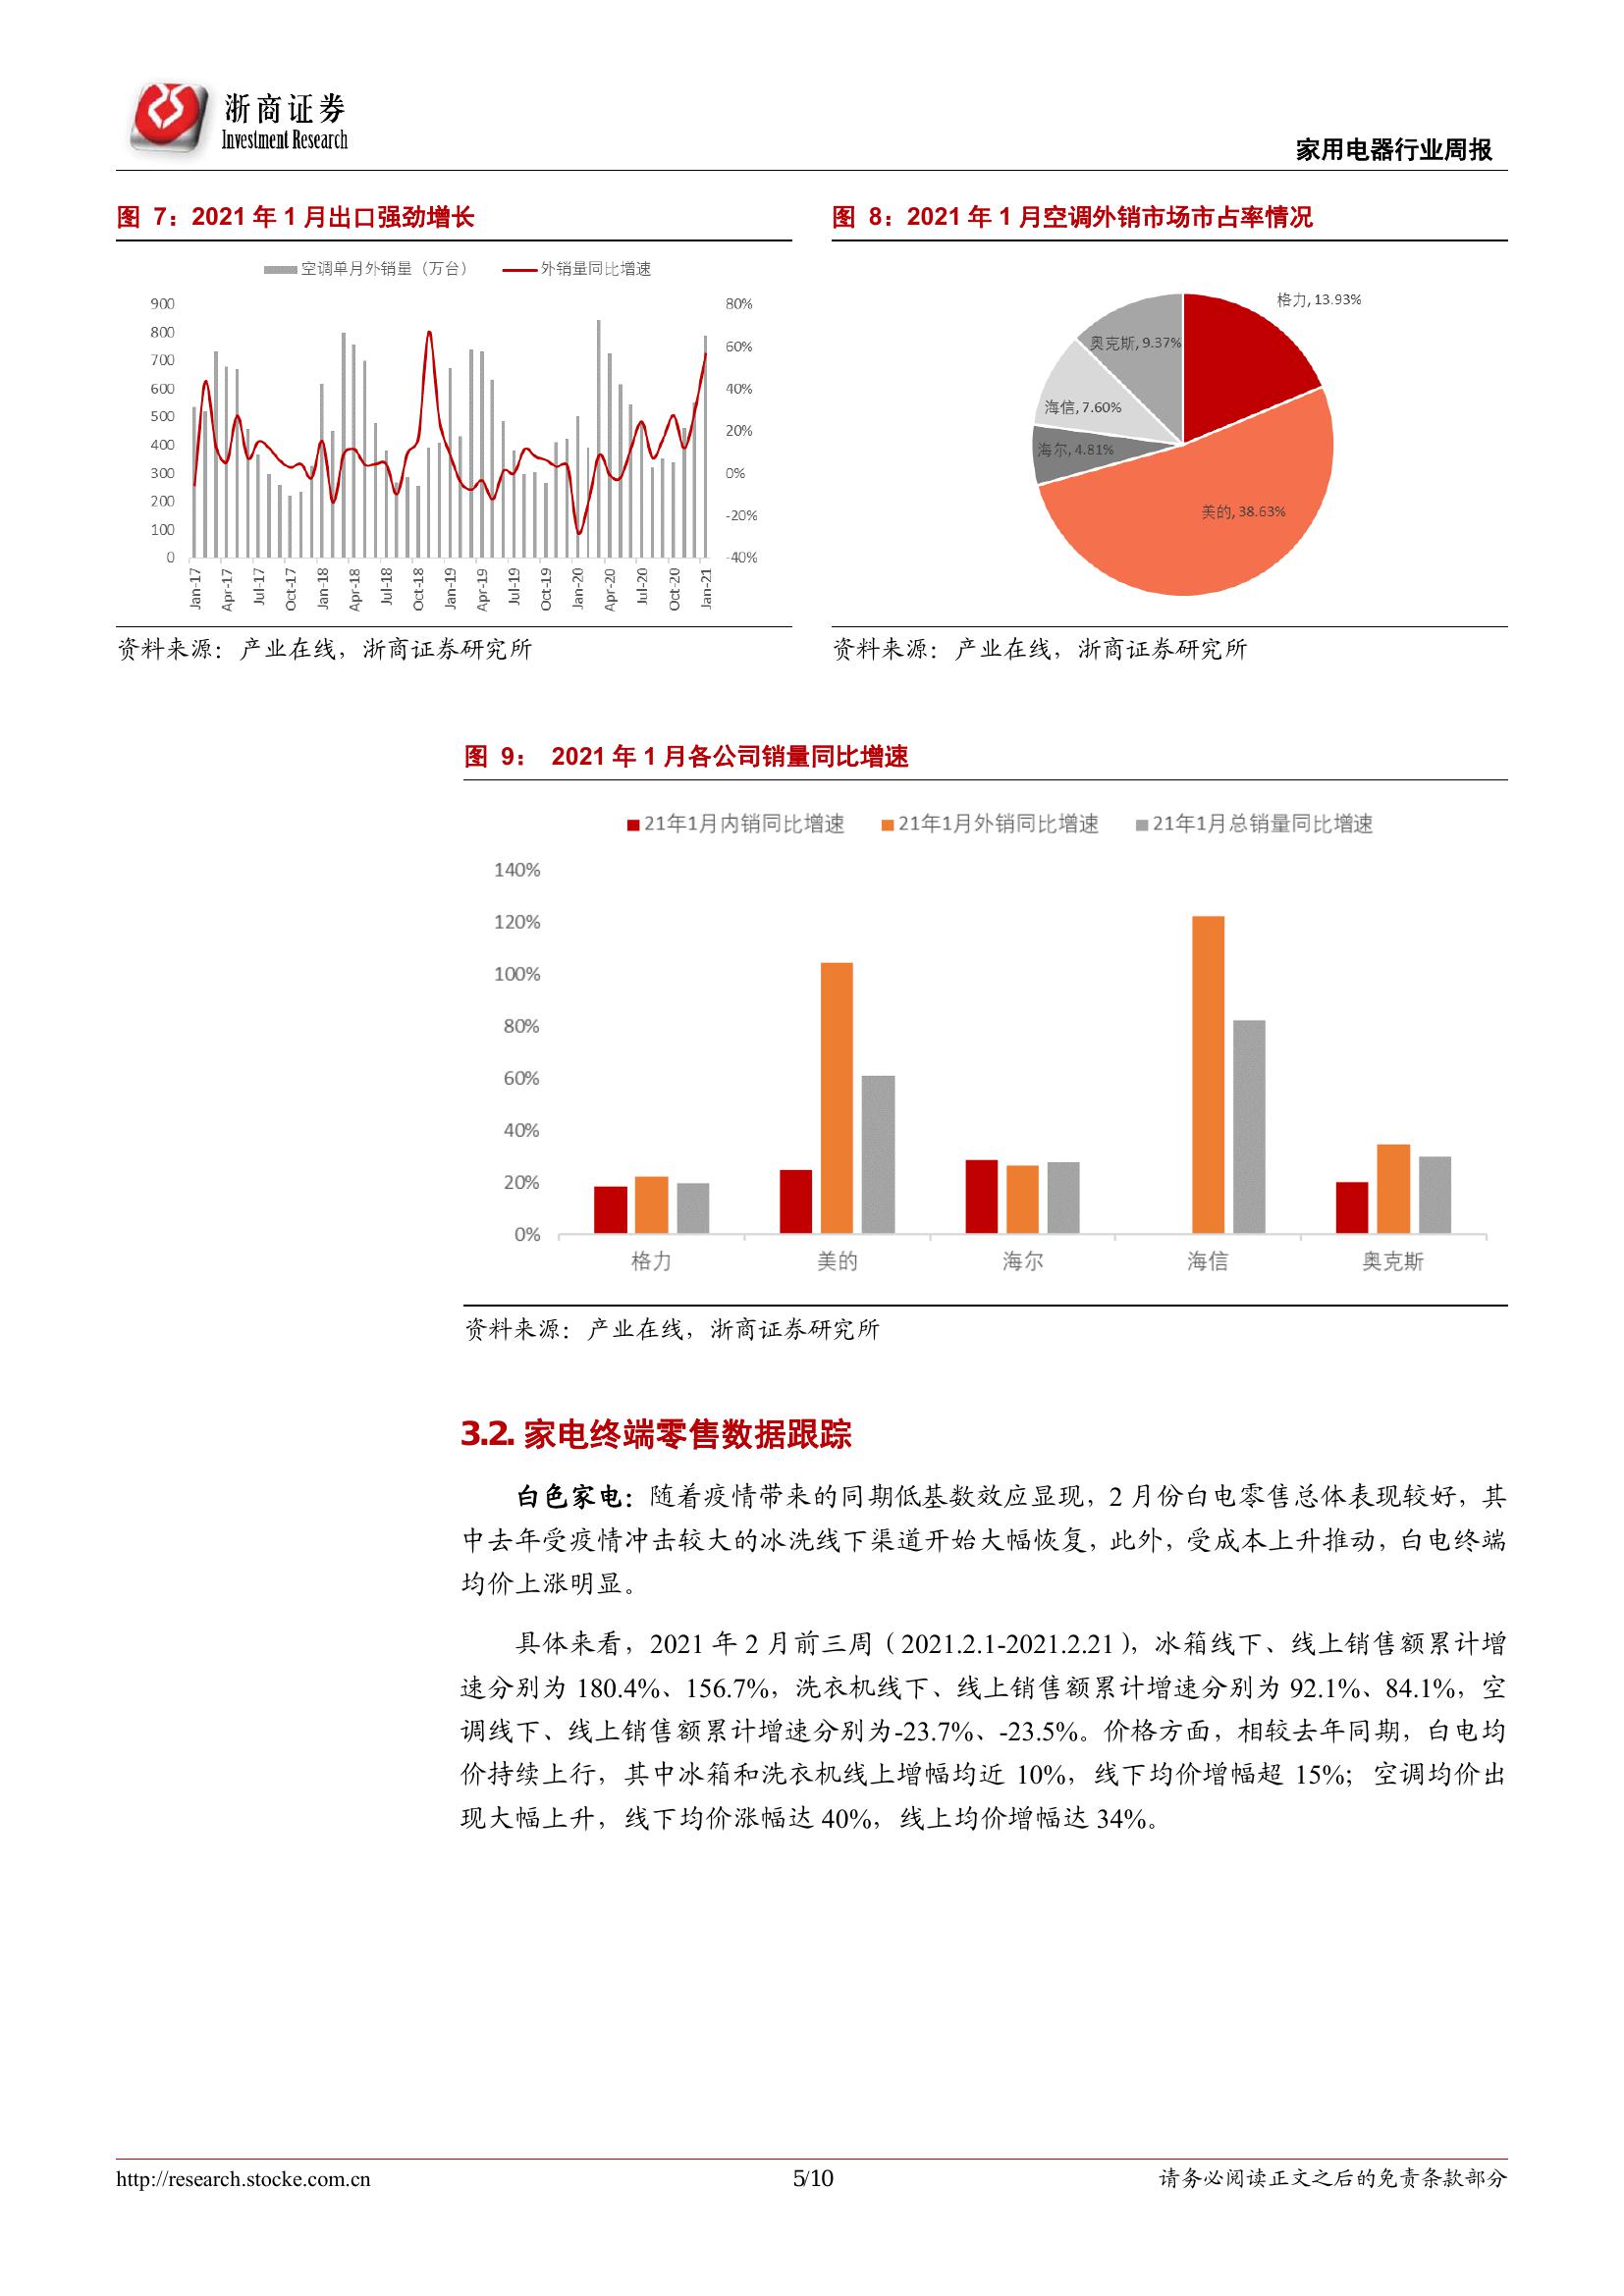 浙商证券
Investment Research
家用电器行业周报
图 7：2021 年 1 月出口强劲增长
空调单月外销量（万台） 外销量同比增速
900
800
700
600
500
400
300
200
100
0
80%
60%
40%
20%
0%
-20%
-40%
Jan-17 Apr-17 Jul-17 Oct-17 Jan-18 Apr-18 Jul-18 Oct-18 Jan-19 Apr-19 Jul-19 Oct-19 Jan-20 Apr-20 Jul-20 Oct-20 Jan-21
资料来源：产业在线，浙商证券研究所
图 8：2021 年 1 月空调外销市场市占率情况
格力, 13.93%
奥克斯, 9.37%
海信, 7.60%
海尔, 4.81%
美的, 38.63%
资料来源：产业在线，浙商证券研究所
图 9： 2021 年 1 月各公司销量同比增速
21年1月内销同比增速 21年1月外销同比增速 21年1月总销量同比增速
140%
120%
100%
80%
60%
40%
20%
0%
格力 美的 海尔 海信 奥克斯
资料来源：产业在线，浙商证券研究所
3.2. 家电终端零售数据跟踪
白色家电：随着疫情带来的同期低基数效应显现，2 月份白电零售总体表现较好，其
中去年受疫情冲击较大的冰洗线下渠道开始大幅恢复，此外，受成本上升推动，白电终端
均价上涨明显。
具体来看，2021 年 2 月前三周（2021.2.1-2021.2.21），冰箱线下、线上销售额累计增
速分别为 180.4%、156.7%，洗衣机线下、线上销售额累计增速分别为 92.1%、84.1%，空
调线下、线上销售额累计增速分别为-23.7%、-23.5%。价格方面，相较去年同期，白电均
价持续上行，其中冰箱和洗衣机线上增幅均近 10%，线下均价增幅超 15%；空调均价出
现大幅上升，线下均价涨幅达 40%，线上均价增幅达 34%。
http://research.stocke.com.cn
5/10
请务必阅读正文之后的免责条款部分